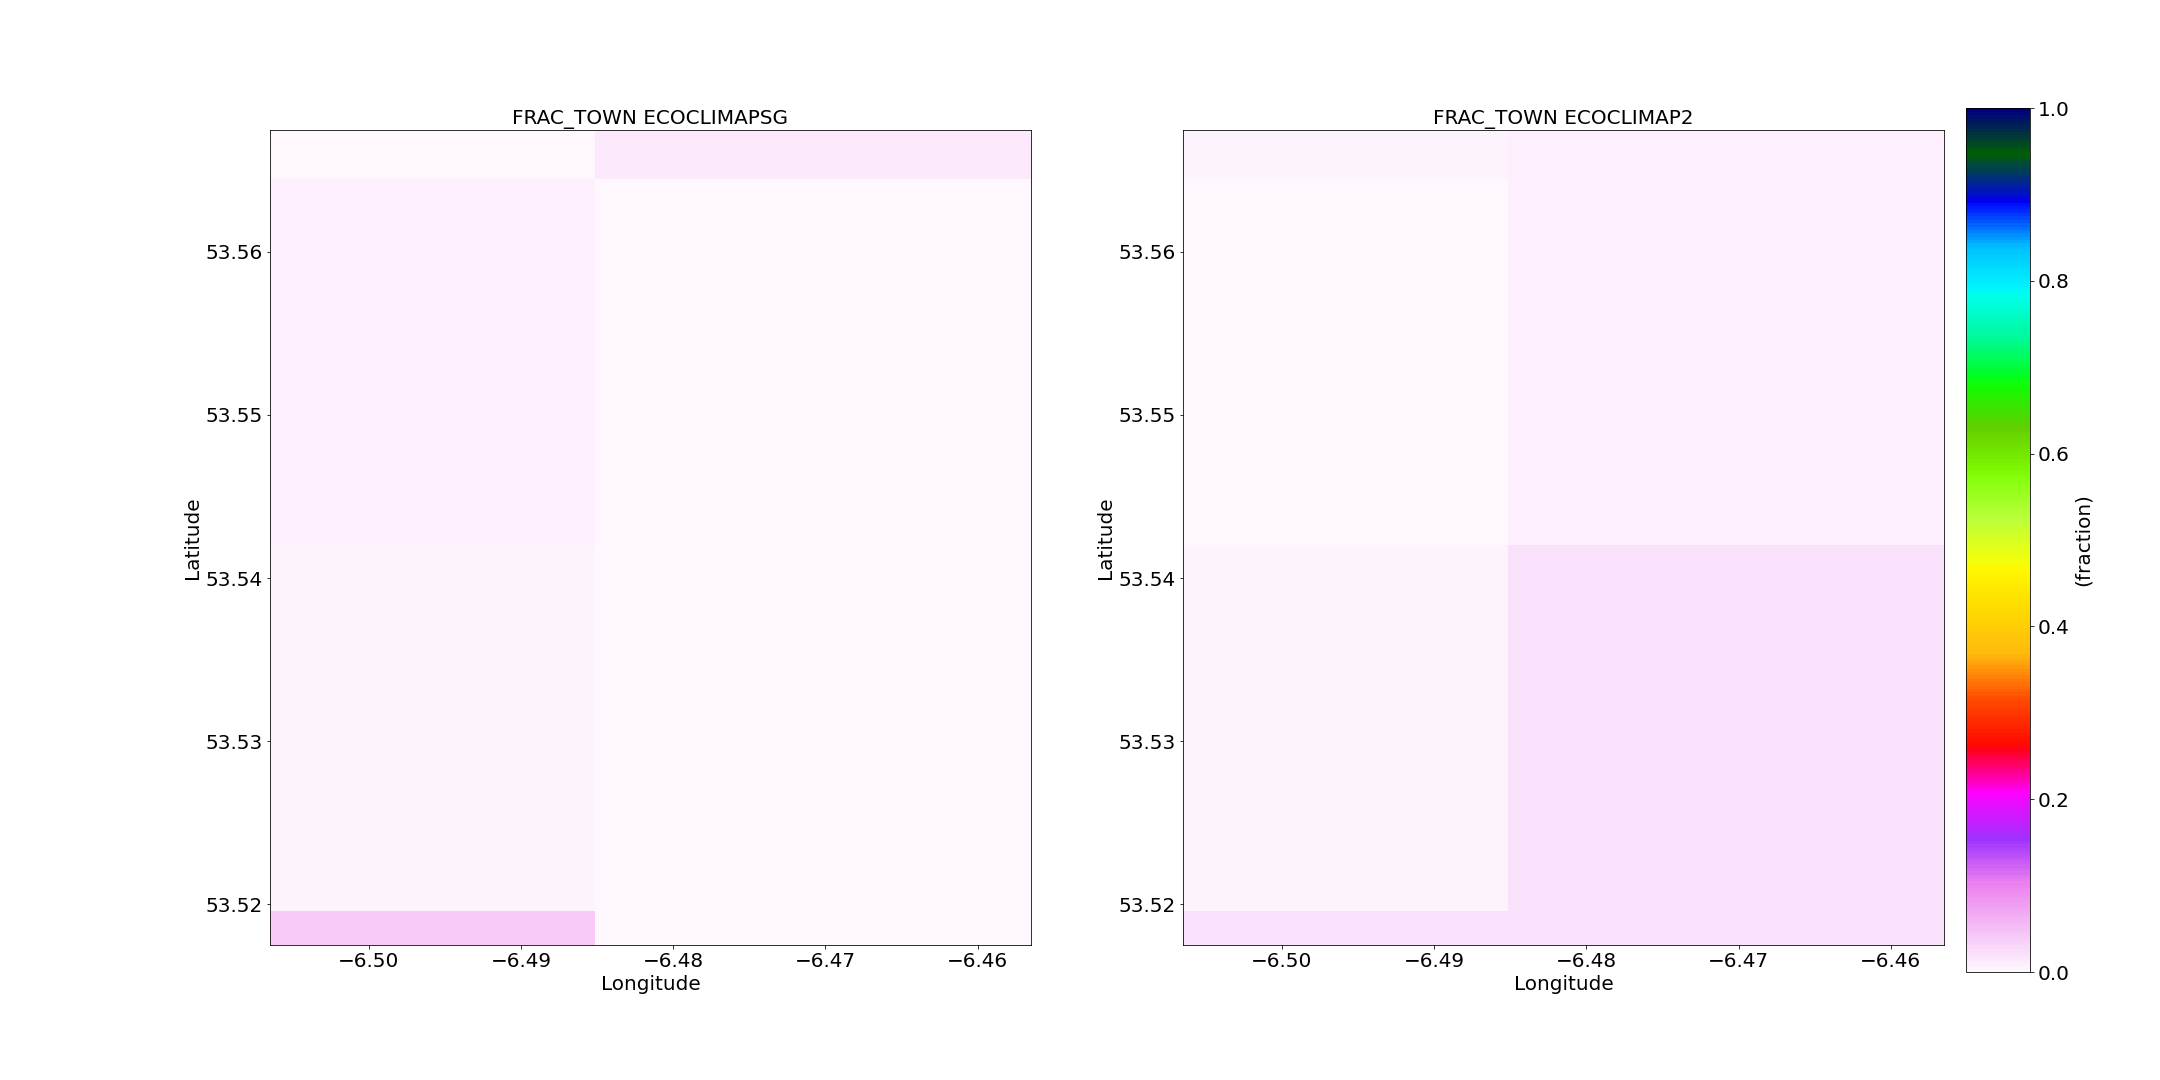 FRAC_TOWN ECOCLIMAPSG
53.56
53.55
53.54
53.53
53.52
Latitude
−6.50 −6.49 −6.48 −6.47 −6.46
Longitude
FRAC_TOWN ECOCLIMAP2
53.56
53.55
53.54
53.53
53.52
Latitude
−6.50 −6.49 −6.48 −6.47 −6.46
Longitude
1.0
0.8
0.6
0.4
0.2
0.0
(fraction)